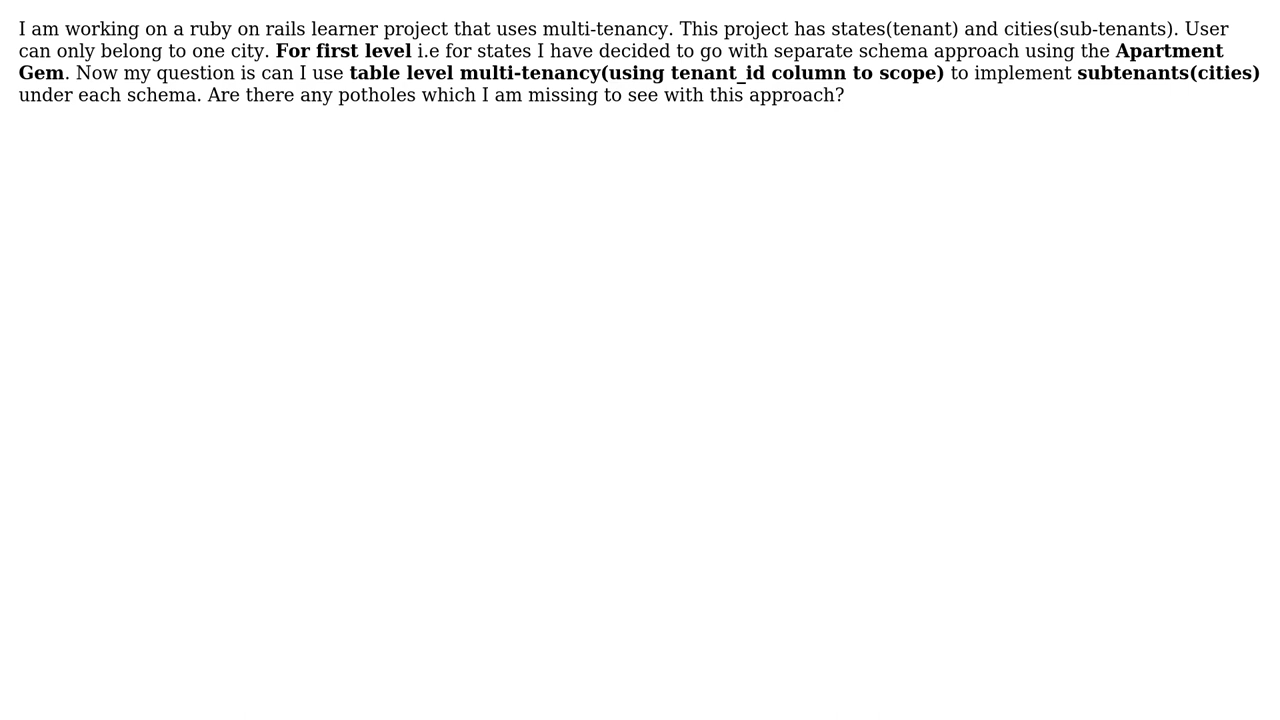 I am working on a ruby on rails learner project that uses multi-tenancy. This project has states(tenant) and cities(sub-tenants). User
can only belong to one city. For first level i.e for states I have decided to go with separate schema approach using the Apartment
Gem. Now my question is can I use table level multi-tenancy(using tenant_id column to scope) to implement subtenants(cities)
under each schema. Are there any potholes which I am missing to see with this approach?